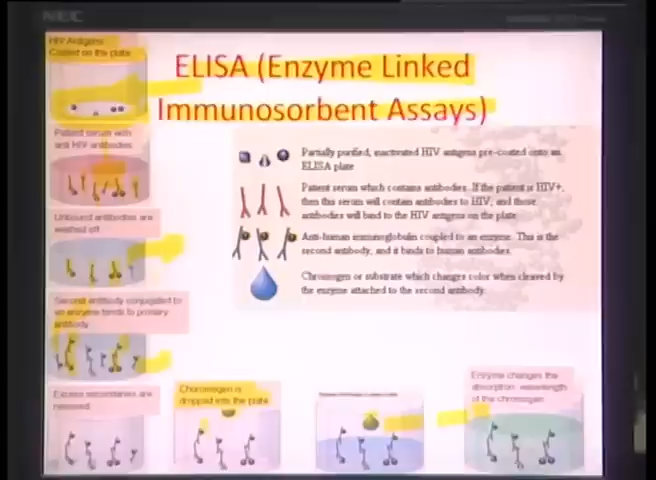 NEC
ELISA (Enzyme Linked
Immunosorbent Assays)
HIV Antigens
Coated on the plate
Patient serum with
anti HIV antibodies
Unbound antibodies are
washed off
Second antibody conjugated to
an enzyme binds to primary
antibody
Excess secondaries are
removed
Partially purified, inactivated HIV antigens pre-coated onto an
ELISA plate
Patient serum which contains antibodies. If the patient is HIV+,
then this serum will contain antibodies to HIV, and those
antibodies will bind to the HIV antigens on the plate.
Anti-human immunoglobulin coupled to an enzyme. This is the
second antibody, and it binds to human antibodies.
Chromogen or substrate which changes color when cleaved by
the enzyme attached to the second antibody.
Choromogen is
dropped into the plate
Enzyme changes the
absorption wavelength
of the chromogen